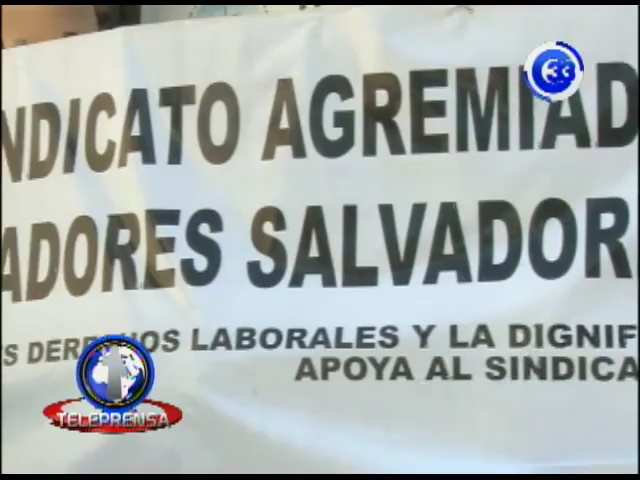 33
NDICATO AGREMIAD
ADORES SALVADOR
S DERECHOS LABORALES Y LA DIGNIF
APOYA AL SINDICA
TELEPRENSA